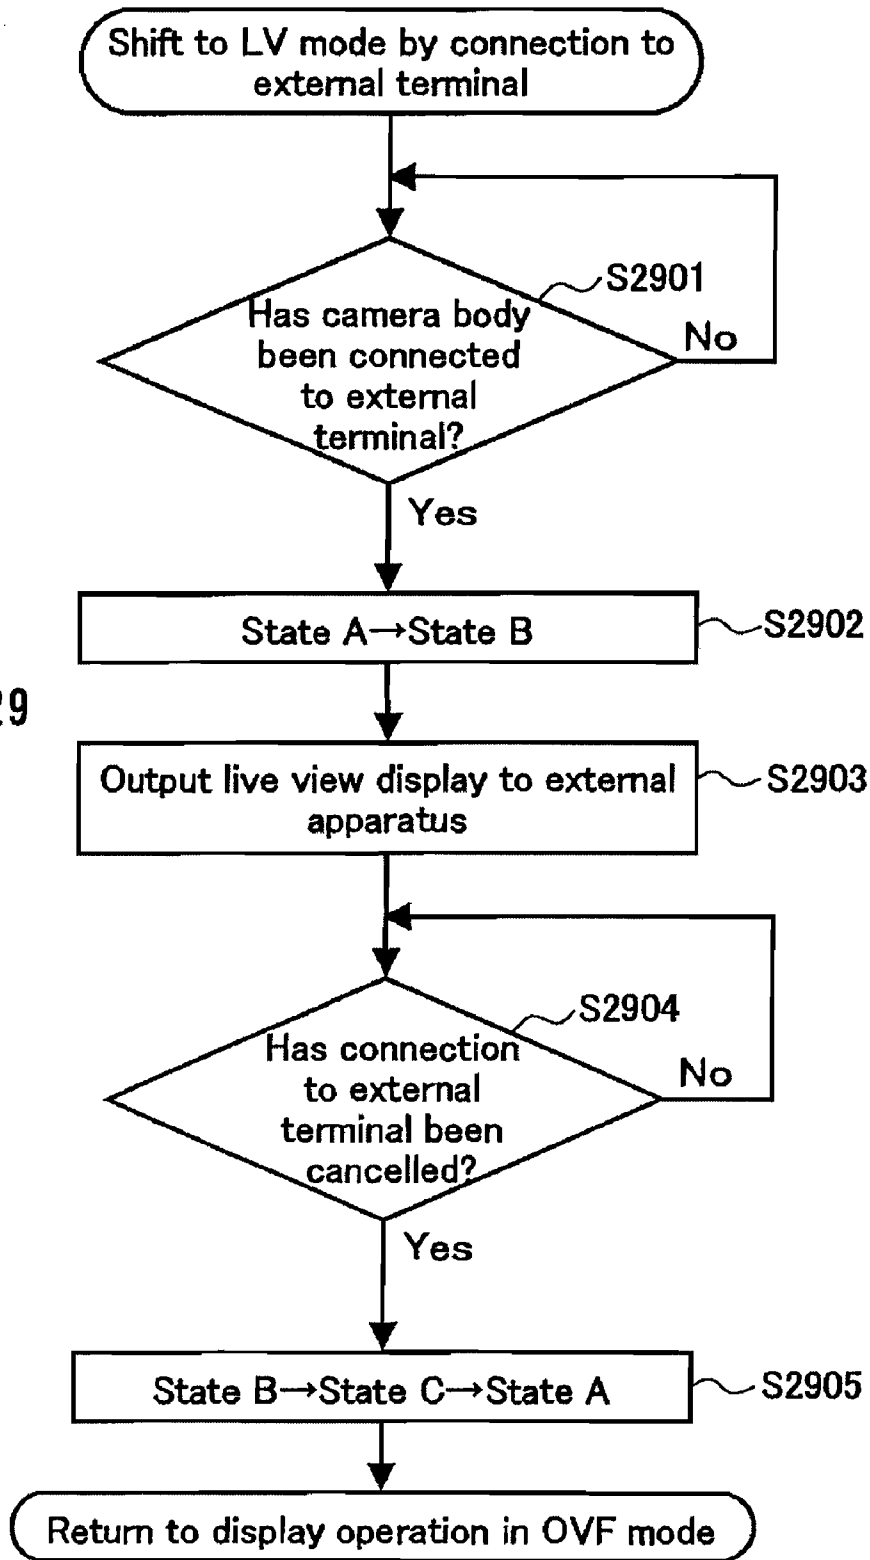 Shift to LV mode by connection to
external terminal
S2901
Has camera body
been connected
to external
terminal?
No
Yes
State A→State B
S2902
29
Output live view display to external
apparatus
S2903
S2904
Has connection
to external
terminal been
cancelled?
No
Yes
State B→State C→State A
S2905
Return to display operation in OVF mode